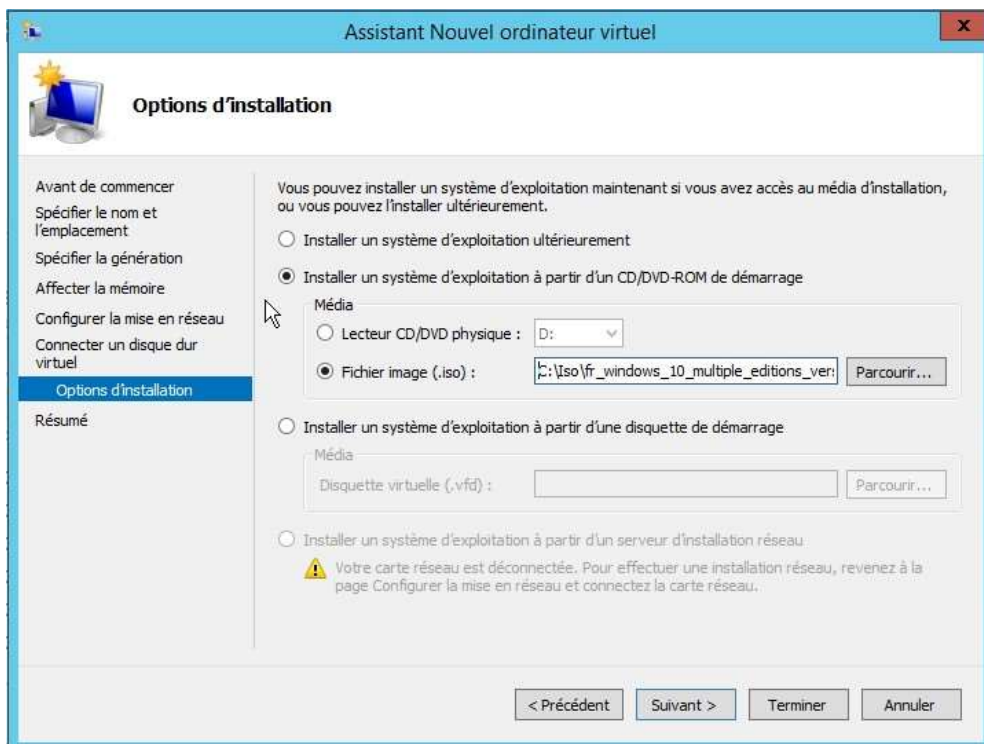 Assistant Nouvel ordinateur virtuel
x
Options d'installation
Avant de commencer
Spécifier le nom et
l'emplacement
Spécifier la génération
Affecter la mémoire
Configurer la mise en réseau
Connecter un disque dur
virtuel
Options d'installation
Résumé
Vous pouvez installer un système d'exploitation maintenant si vous avez accès au média d'installation,
ou vous pouvez l'installer ultérieurement.
Installer un système d'exploitation ultérieurement
Installer un système d'exploitation à partir d'un CD/DVD-ROM de démarrage
Média
Lecteur CD/DVD physique : D:
Fichier image (.iso) : C:\Iso\fr_windows_10_multiple_editions_ver Parcourir...
Installer un système d'exploitation à partir d'une disquette de démarrage
Média
Disquette virtuelle (.vfd) : Parcourir...
Installer un système d'exploitation à partir d'un serveur d'installation réseau
Votre carte réseau est déconnectée. Pour effectuer une installation réseau, revenez à la
page Configurer la mise en réseau et connectez la carte réseau.
< Précédent Suivant > Terminer Annuler